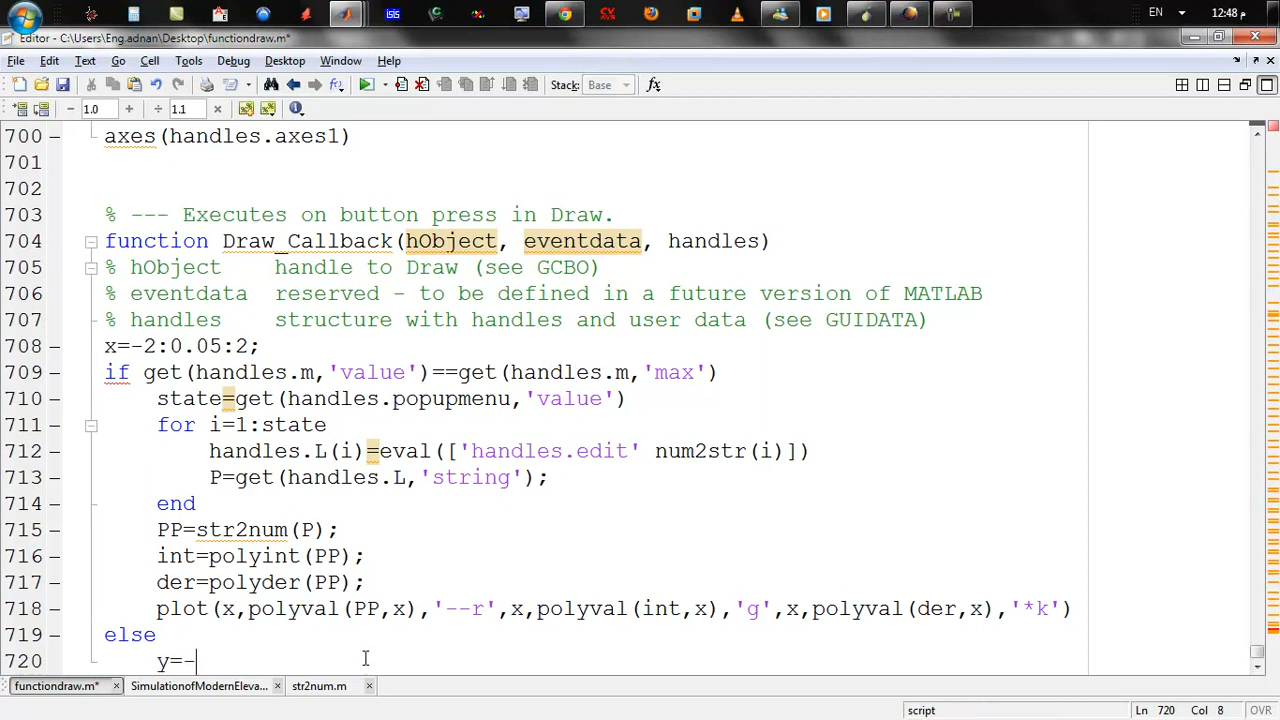 EN
12:48 م
Editor - C:\Users\Eng.adnan\Desktop\functiondraw.m*
File Edit Text Go Cell Tools Debug Desktop Window Help
Stack: Base fx
− 1.0 + ÷ 1.1 ×
700 axes(handles.axes1)
701
702
703 % --- Executes on button press in Draw.
704 function Draw_Callback(hObject, eventdata, handles)
705 % hObject    handle to Draw (see GCBO)
706 % eventdata  reserved - to be defined in a future version of MATLAB
707 % handles    structure with handles and user data (see GUIDATA)
708 x=-2:0.05:2;
709 if get(handles.m,'value')==get(handles.m,'max')
710     state=get(handles.popupmenu,'value')
711     for i=1:state
712         handles.L(i)=eval(['handles.edit' num2str(i)])
713         P=get(handles.L,'string');
714     end
715     PP=str2num(P);
716     int=polyint(PP);
717     der=polyder(PP);
718     plot(x,polyval(PP,x),'--r',x,polyval(int,x),'g',x,polyval(der,x),'*k')
719 else
720     y=-
functiondraw.m* × SimulationofModernEleva... × str2num.m ×
script Ln 720 Col 8 OVR